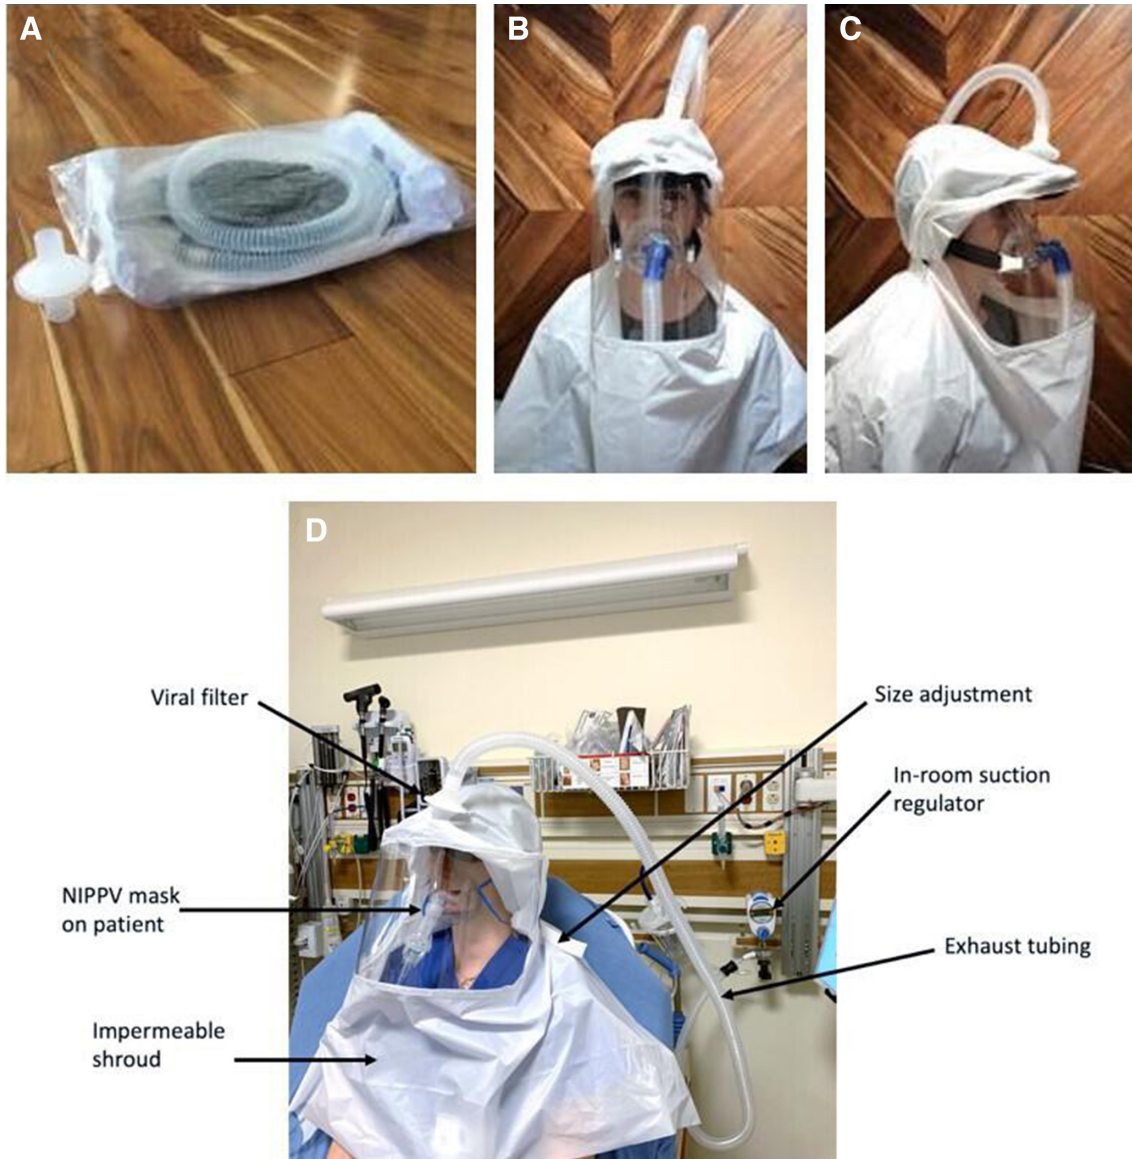 A
B
C
D
Viral filter
Size adjustment
In-room suction
regulator
NIPPV mask
on patient
Exhaust tubing
Impermeable
shroud